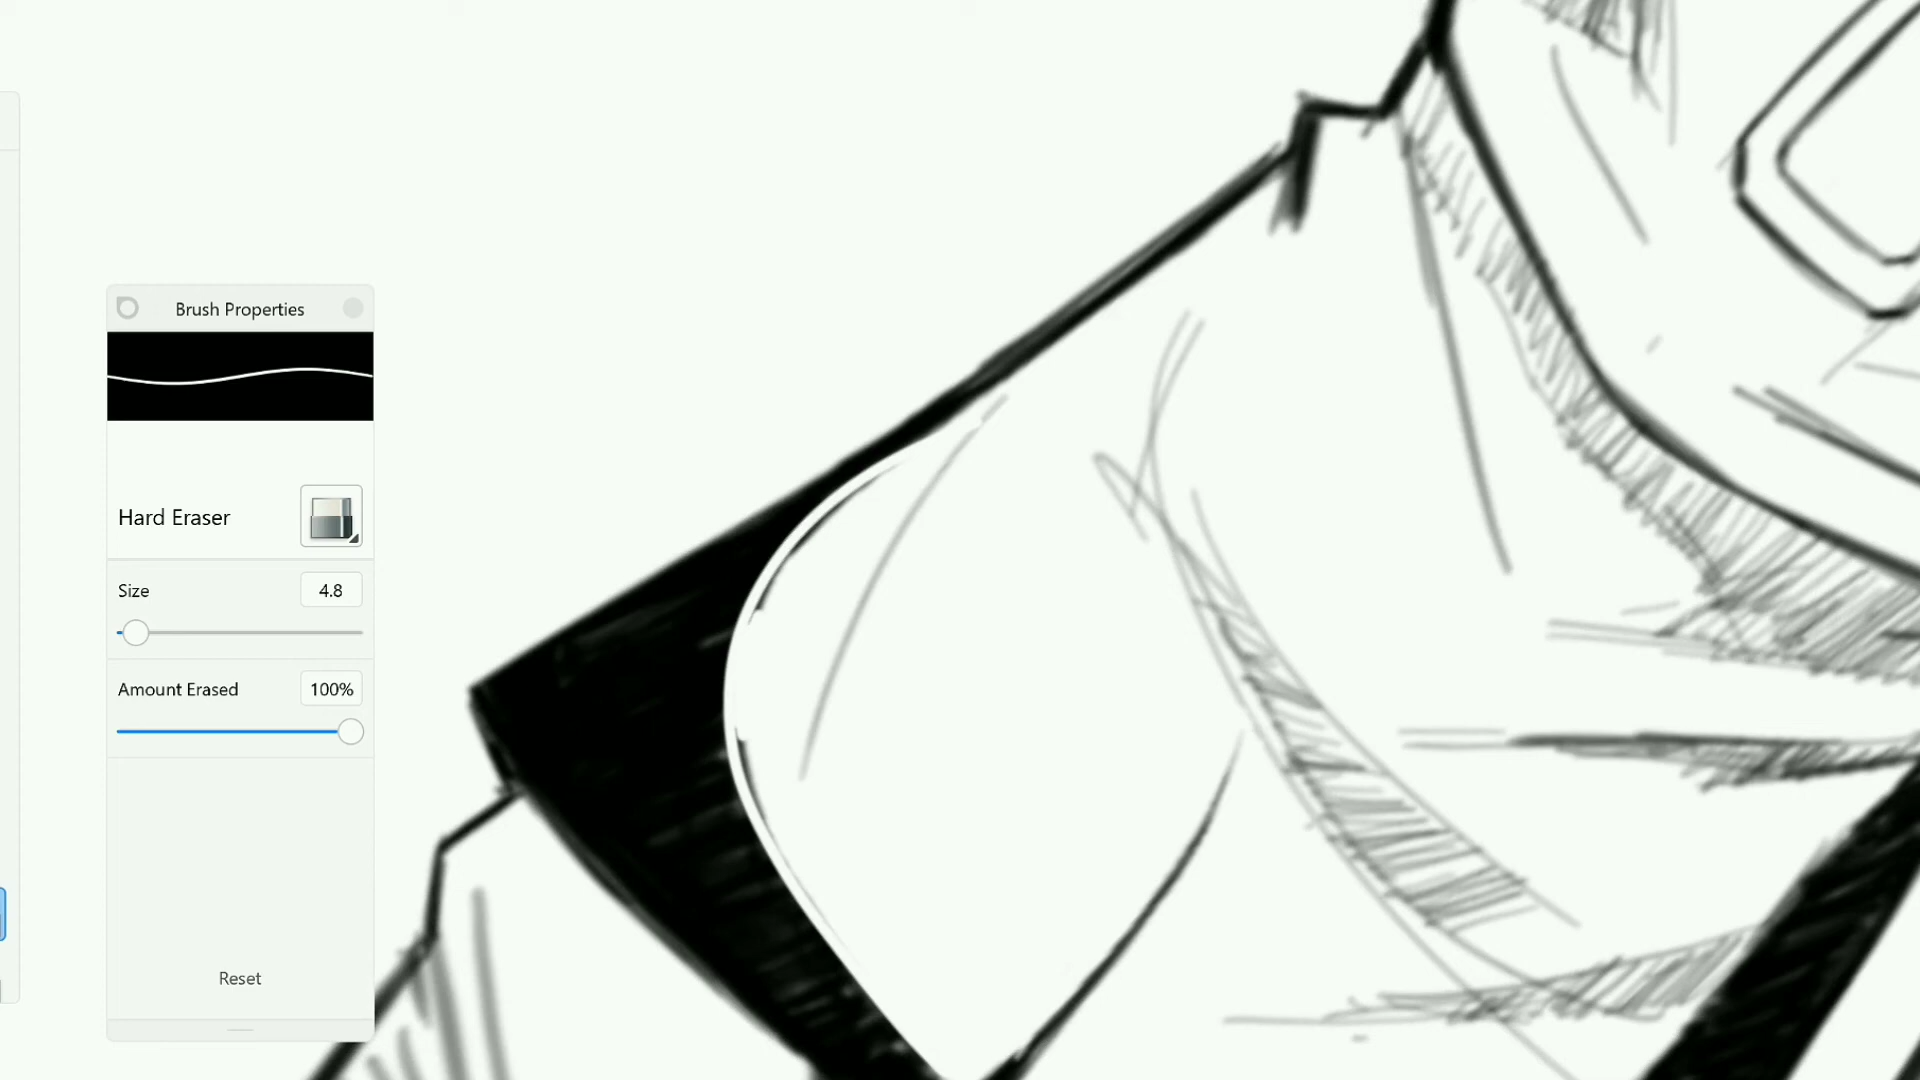 Brush Properties
Hard Eraser
Size
4.8
Amount Erased
100%
Reset